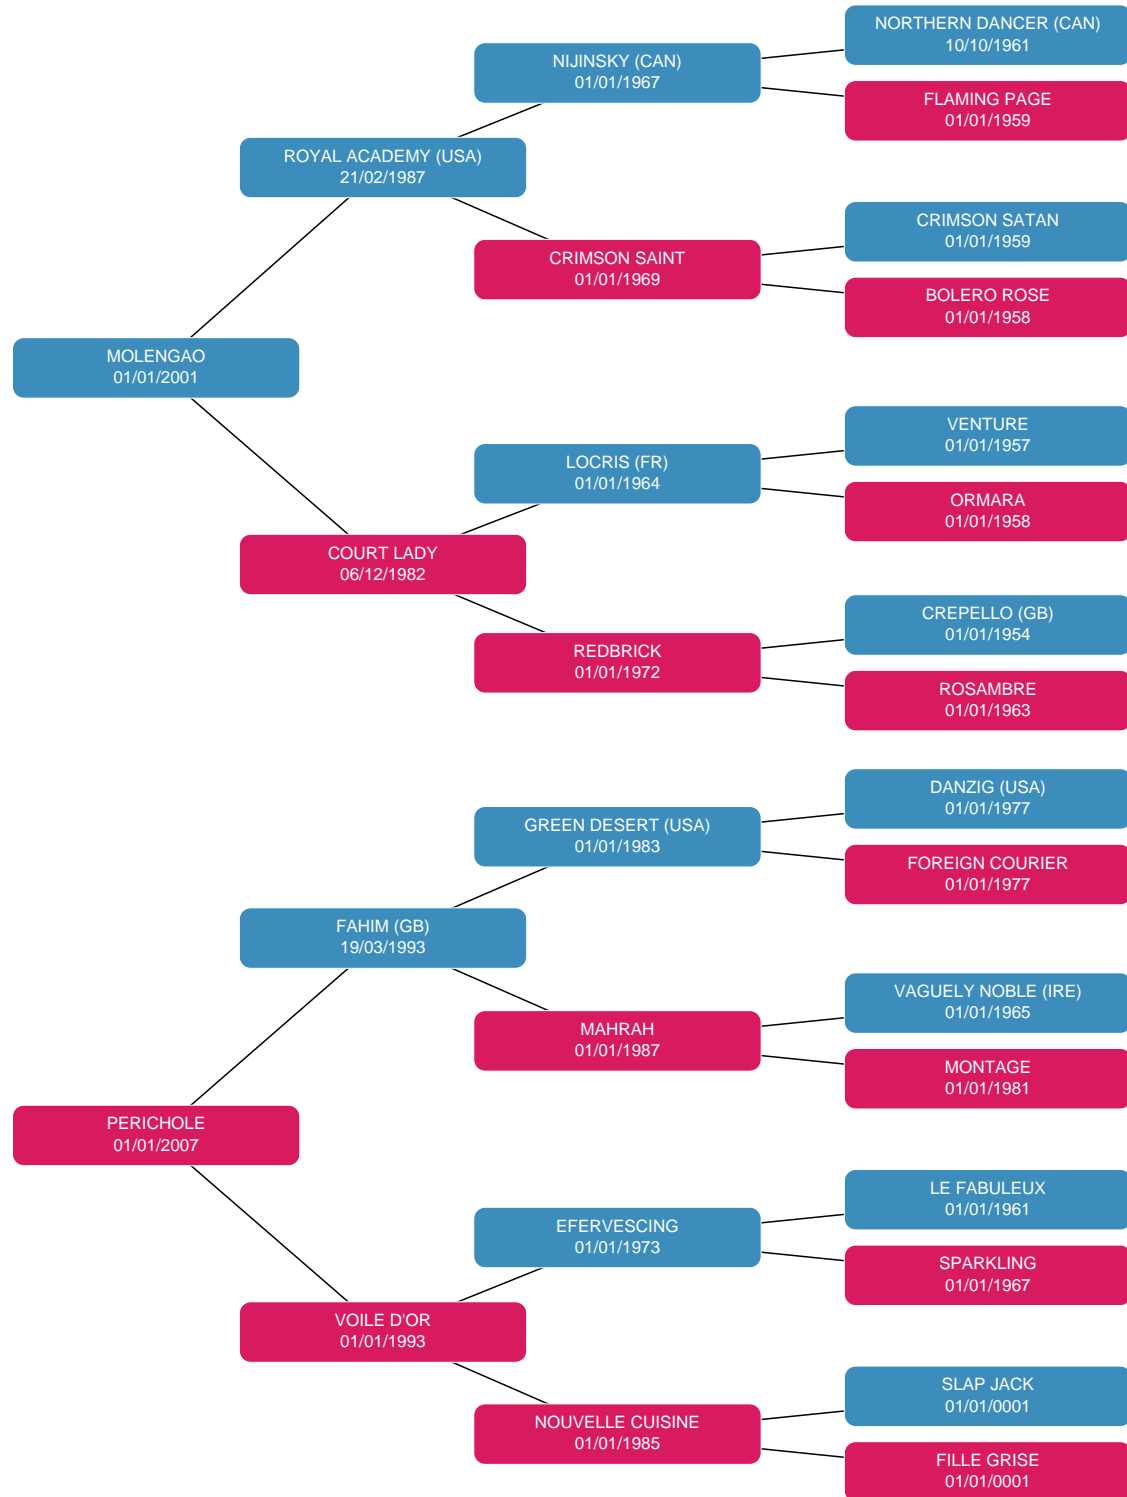 NORTHERN DANCER (CAN)
10/10/1961
NIJINSKY (CAN)
01/01/1967
FLAMING PAGE
01/01/1959
ROYAL ACADEMY (USA)
21/02/1987
CRIMSON SATAN
01/01/1959
CRIMSON SAINT
01/01/1969
BOLERO ROSE
01/01/1958
MOLENGAO
01/01/2001
VENTURE
01/01/1957
LOCRIS (FR)
01/01/1964
ORMARA
01/01/1958
COURT LADY
06/12/1982
CREPELLO (GB)
01/01/1954
REDBRICK
01/01/1972
ROSAMBRE
01/01/1963
DANZIG (USA)
01/01/1977
GREEN DESERT (USA)
01/01/1983
FOREIGN COURIER
01/01/1977
FAHIM (GB)
19/03/1993
VAGUELY NOBLE (IRE)
01/01/1965
MAHRAH
01/01/1987
MONTAGE
01/01/1981
PERICHOLE
01/01/2007
LE FABULEUX
01/01/1961
EFERVESCING
01/01/1973
SPARKLING
01/01/1967
VOILE D'OR
01/01/1993
SLAP JACK
01/01/0001
NOUVELLE CUISINE
01/01/1985
FILLE GRISE
01/01/0001